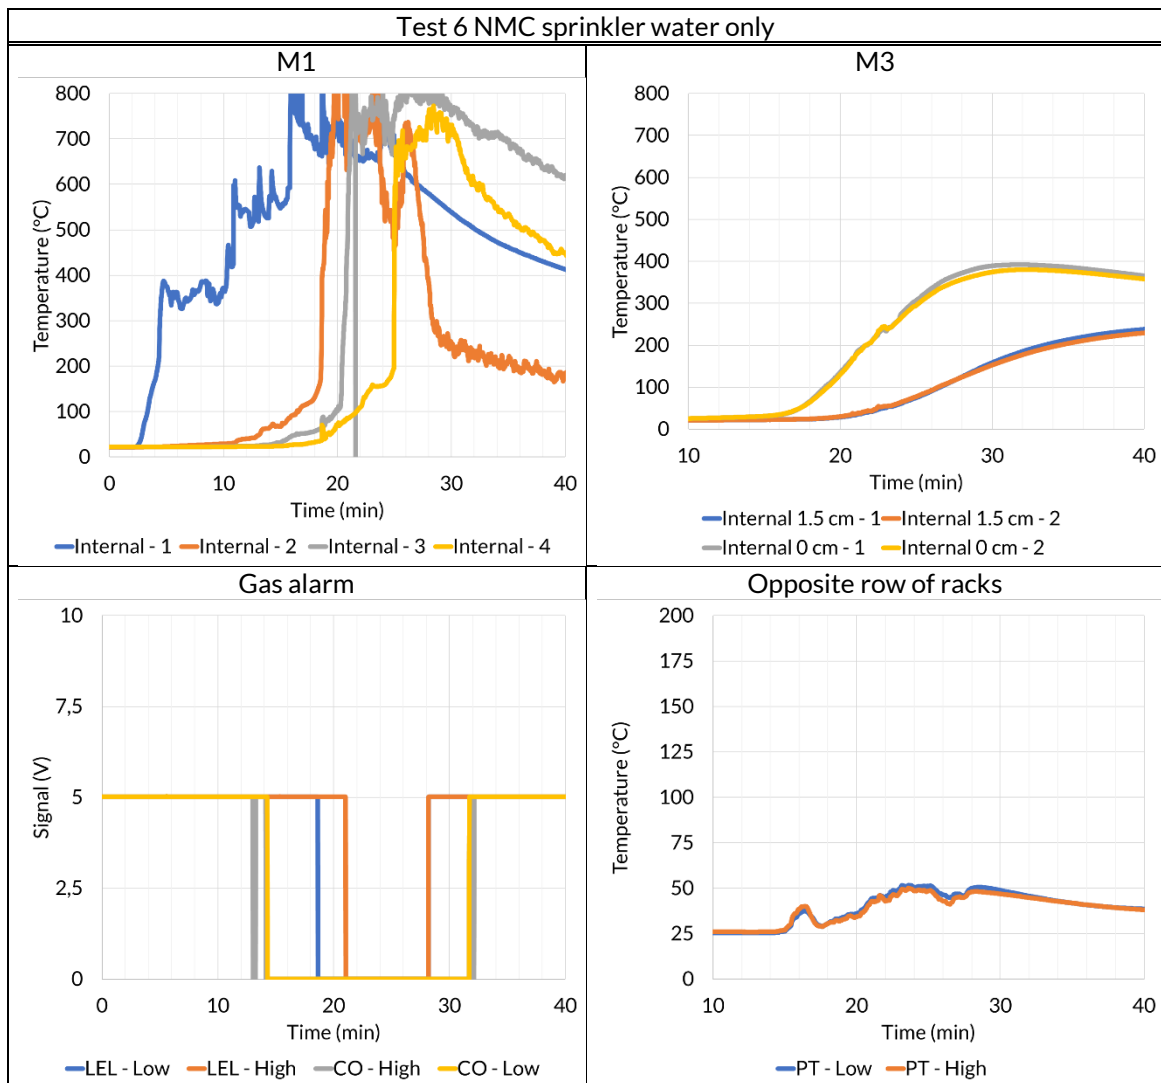 Test 6 NMC sprinkler water only
M1
800
700
600
500
400
300
200
100
0
Temperature (°C)
0 10 20 30 40
Time (min)
Internal - 1 Internal - 2 Internal - 3 Internal - 4
M3
800
700
600
500
400
300
200
100
0
Temperature (°C)
10 20 30 40
Time (min)
Internal 1.5 cm - 1 Internal 1.5 cm - 2
Internal 0 cm - 1 Internal 0 cm - 2
Gas alarm
10
7,5
5
2,5
0
Signal (V)
0 10 20 30 40
Time (min)
LEL - Low LEL - High CO - High CO - Low
Opposite row of racks
200
175
150
125
100
75
50
25
0
Temperature (°C)
10 20 30 40
Time (min)
PT - Low PT - High